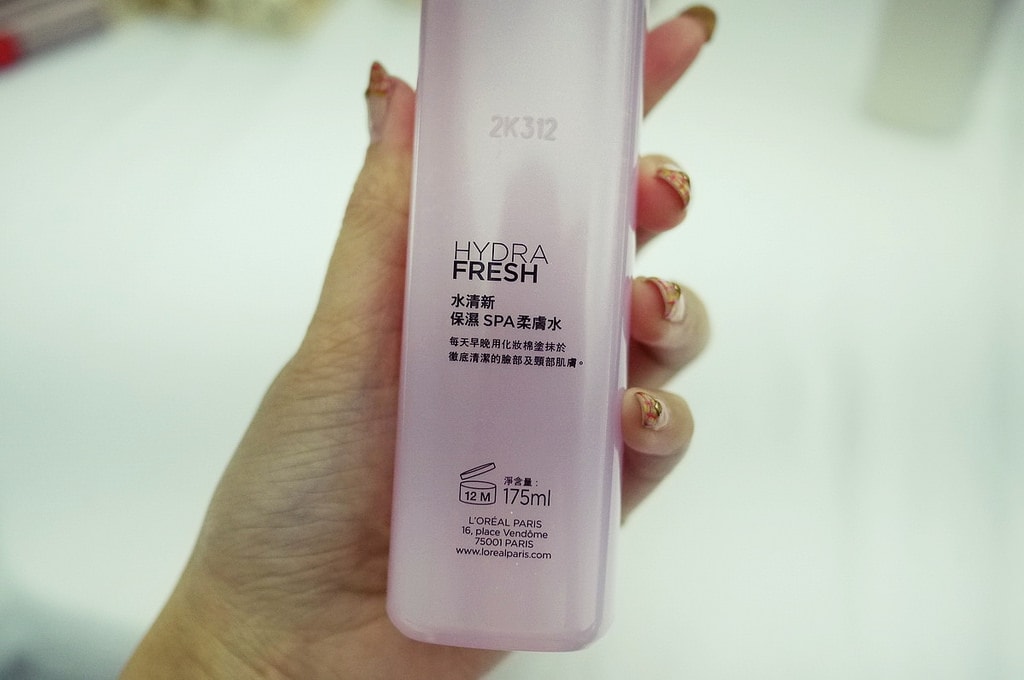 2K312
HYDRA
FRESH
水清新
保濕 SPA柔膚水
每天早晚用化妝棉塗抹於
徹底清潔的臉部及頸部肌膚。
12 M
淨含量：
175ml
L'ORÉAL PARIS
16, place Vendôme
75001 PARIS
www.lorealparis.com